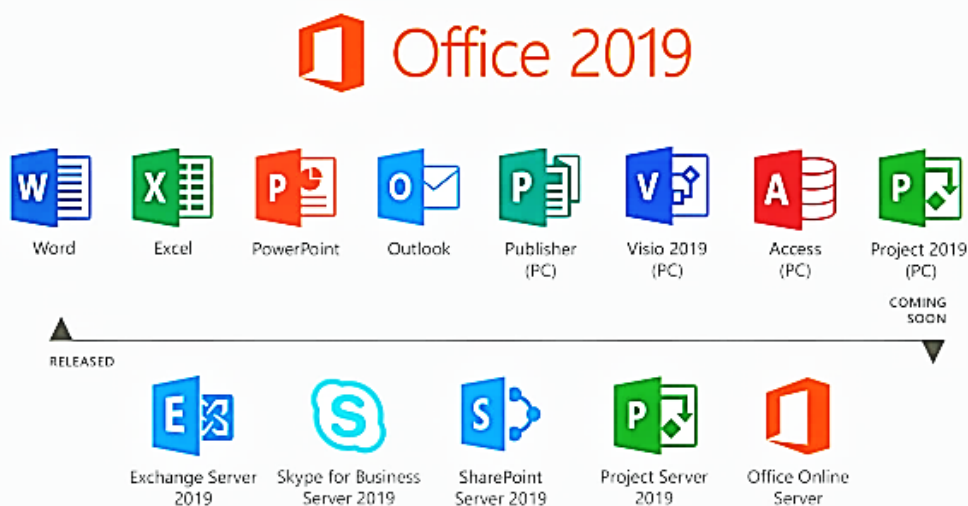 Office 2019
W X P O P V A P
Word Excel PowerPoint Outlook Publisher (PC) Visio 2019 (PC) Access (PC) Project 2019 (PC)
COMING
SOON
RELEASED
E S S P
Exchange Server 2019 Skype for Business Server 2019 SharePoint Server 2019 Project Server 2019 Office Online Server